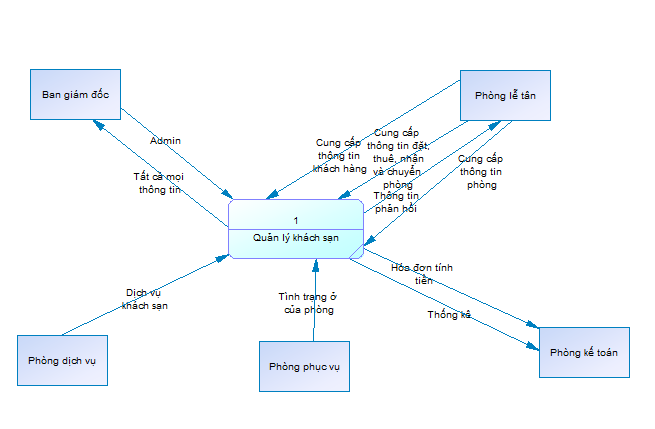 Ban giám đốc
Phòng lễ tân
Admin
Tất cả mọi
thông tin
Cung cấp
thông tin
khách hàng
Cung cấp
thông tin đặt,
thuê, nhận
và chuyển
phòng
Thông tin
phản hồi
Cung cấp
thông tin
phòng
1
Quản lý khách sạn
Dịch vụ
khách sạn
Tình trạng ở
của phòng
Hóa đơn tính
tiền
Thống kê
Phòng dịch vụ
Phòng phục vụ
Phòng kế toán